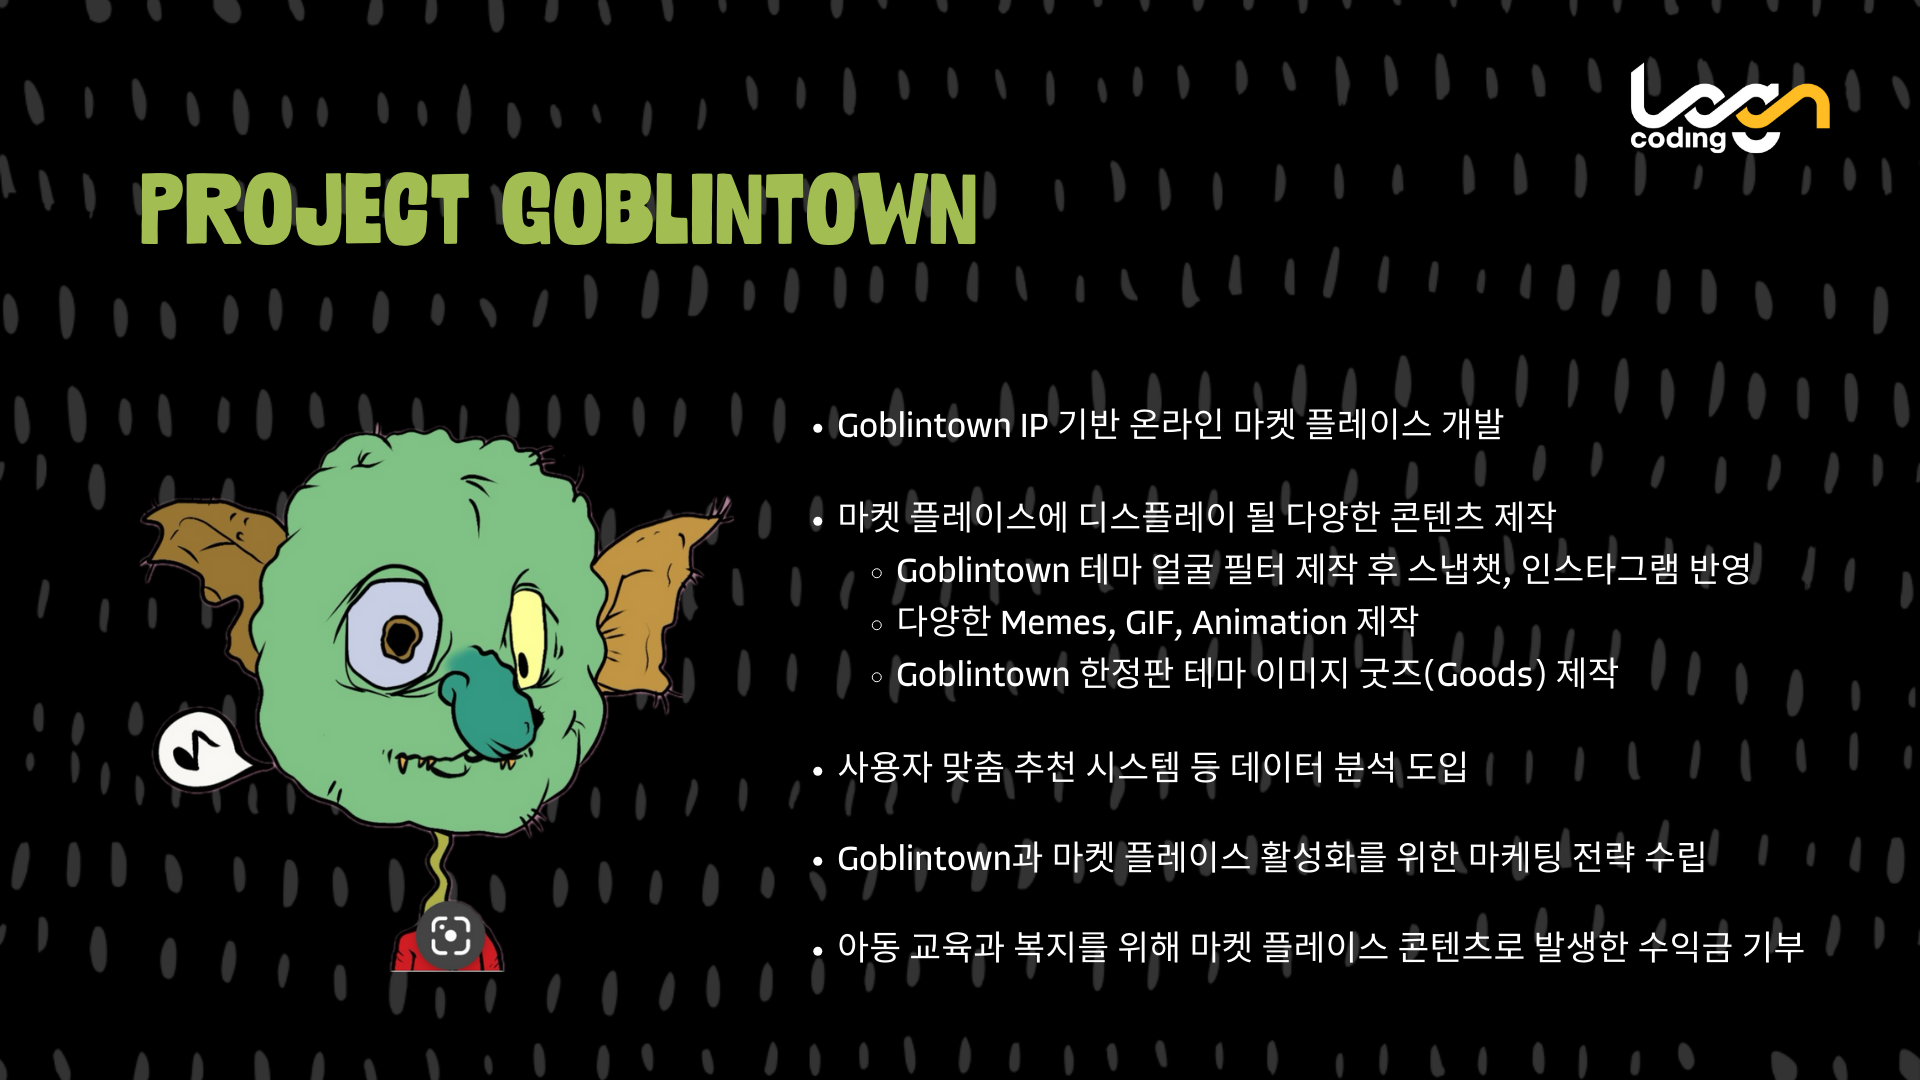 logn
coding
PROJECT GOBLINTOWN
• Goblintown IP 기반 온라인 마켓 플레이스 개발
• 마켓 플레이스에 디스플레이 될 다양한 콘텐츠 제작
◦ Goblintown 테마 얼굴 필터 제작 후 스냅챗, 인스타그램 반영
◦ 다양한 Memes, GIF, Animation 제작
◦ Goblintown 한정판 테마 이미지 굿즈(Goods) 제작
• 사용자 맞춤 추천 시스템 등 데이터 분석 도입
• Goblintown과 마켓 플레이스 활성화를 위한 마케팅 전략 수립
• 아동 교육과 복지를 위해 마켓 플레이스 콘텐츠로 발생한 수익금 기부